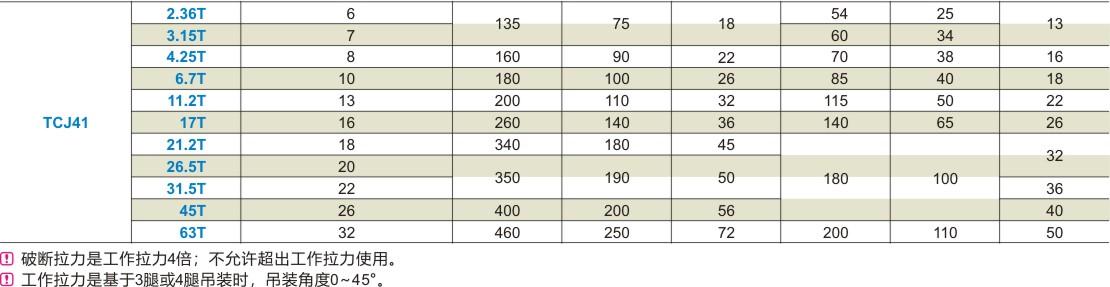 2.36T 6 135 75 18 54 25 13
3.15T 7 60 34
4.25T 8 160 90 22 70 38 16
6.7T 10 180 100 26 85 40 18
11.2T 13 200 110 32 115 50 22
TCJ41 17T 16 260 140 36 140 65 26
21.2T 18 340 180 45 32
26.5T 20 350 190 50 180 100
31.5T 22 36
45T 26 400 200 56 40
63T 32 460 250 72 200 110 50
! 破断拉力是工作拉力4倍；不允许超出工作拉力使用。
! 工作拉力是基于3腿或4腿吊装时，吊装角度0~45°。